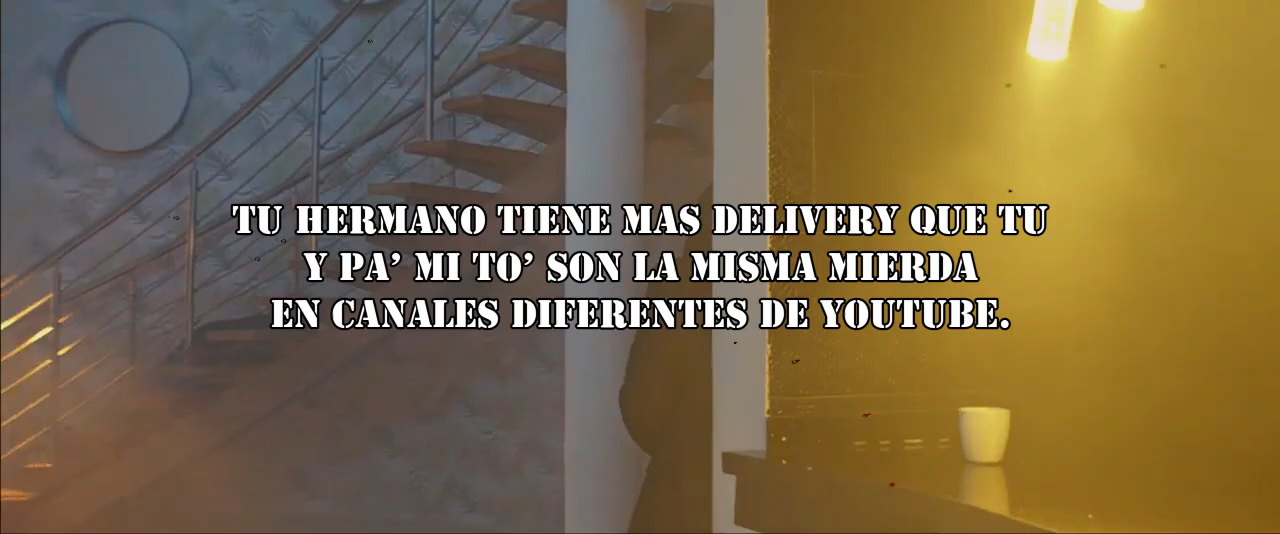 TU HERMANO TIENE MAS DELIVERY QUE TU
Y PA' MI TO' SON LA MISMA MIERDA
EN CANALES DIFERENTES DE YOUTUBE.